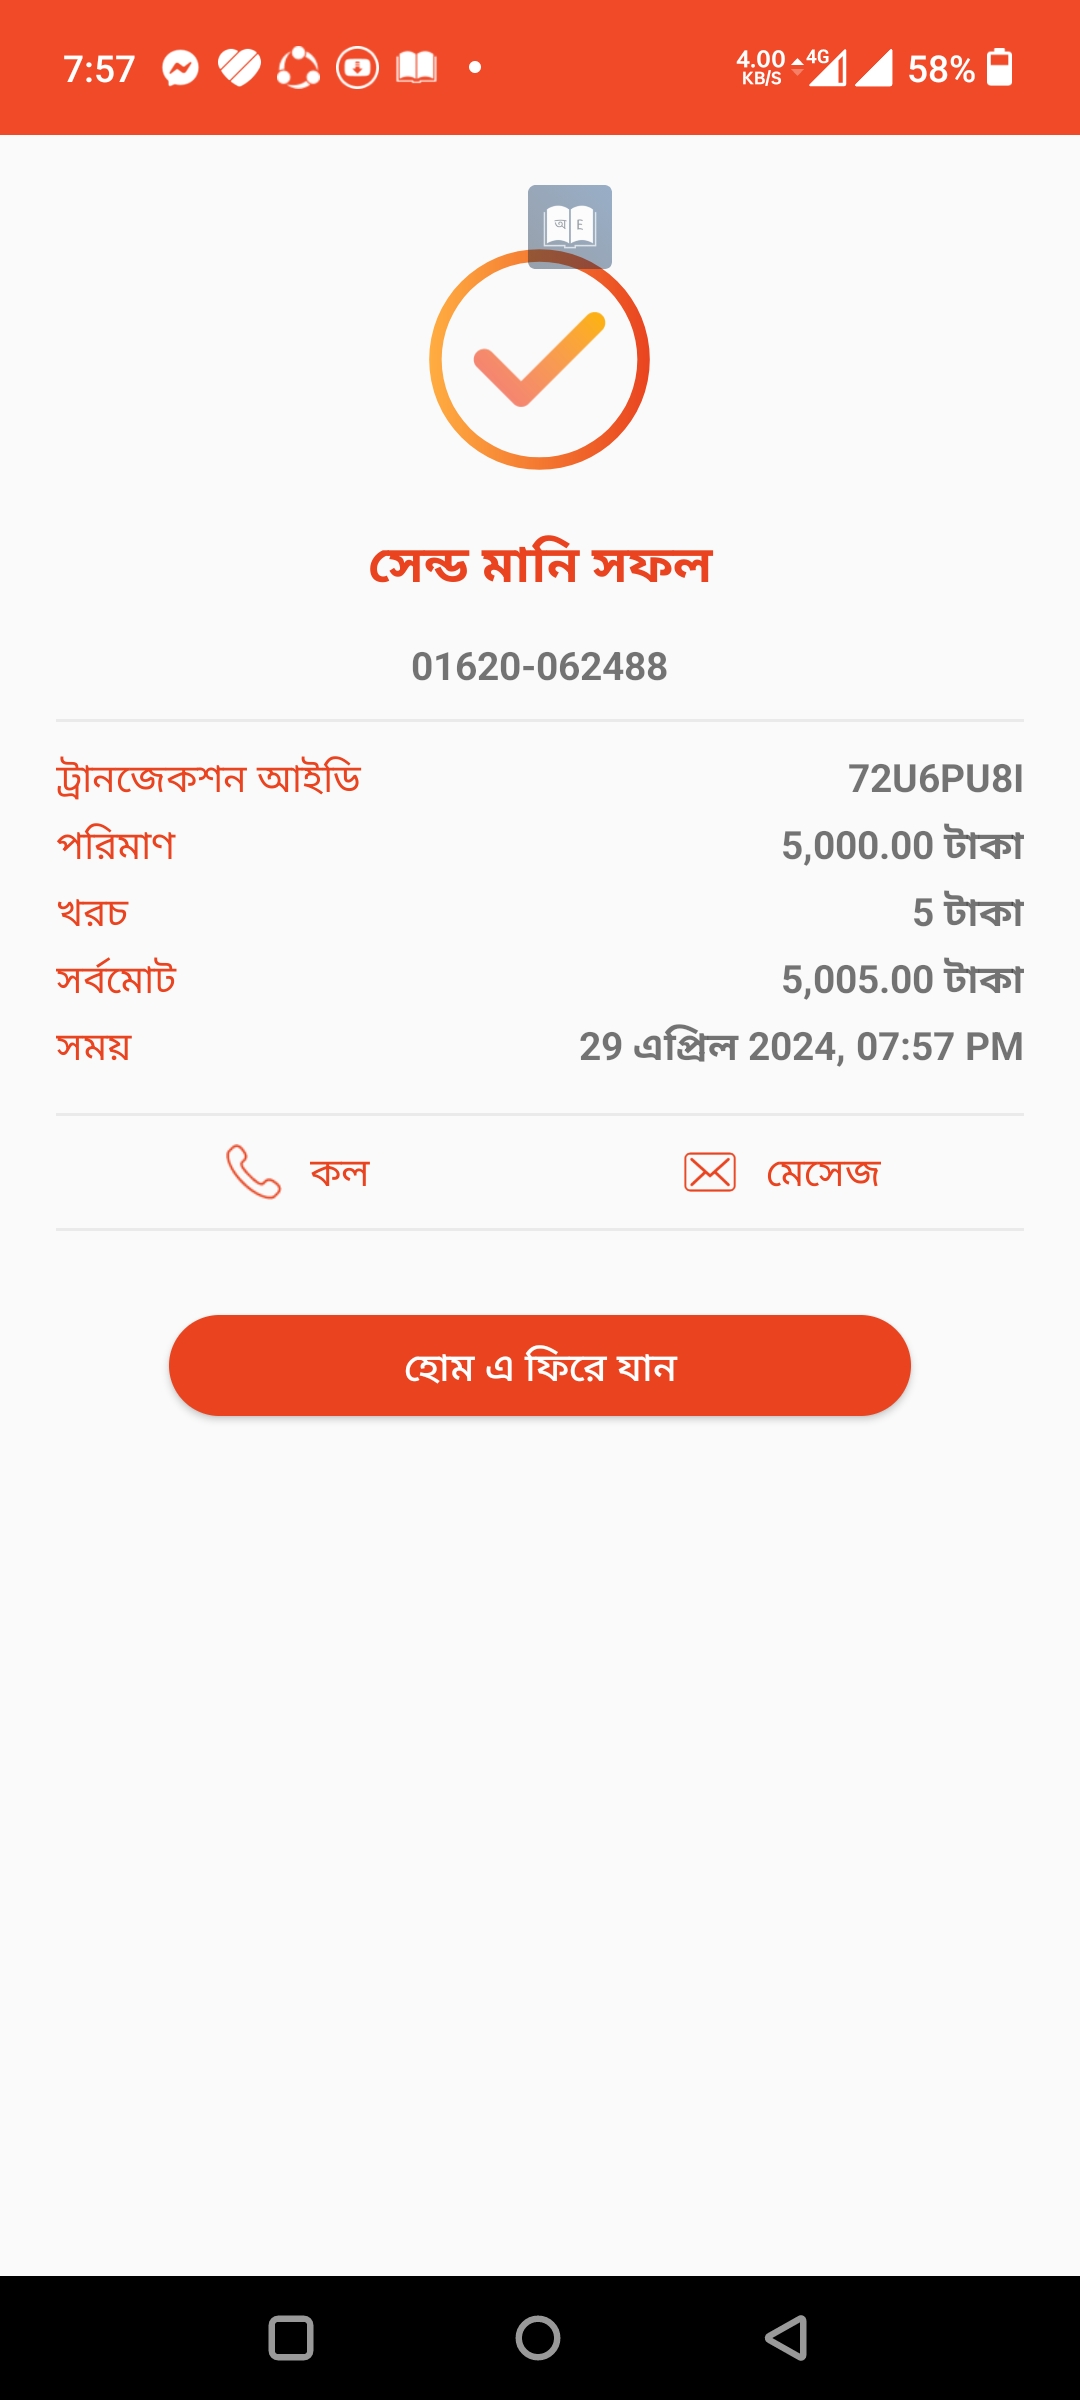 7:57
4.00 KB/S 4G 58%
অ E
সেন্ড মানি সফল
01620-062488
ট্রানজেকশন আইডি 72U6PU8I
পরিমাণ 5,000.00 টাকা
খরচ 5 টাকা
সর্বমোট 5,005.00 টাকা
সময় 29 এপ্রিল 2024, 07:57 PM
কল মেসেজ
হোম এ ফিরে যান